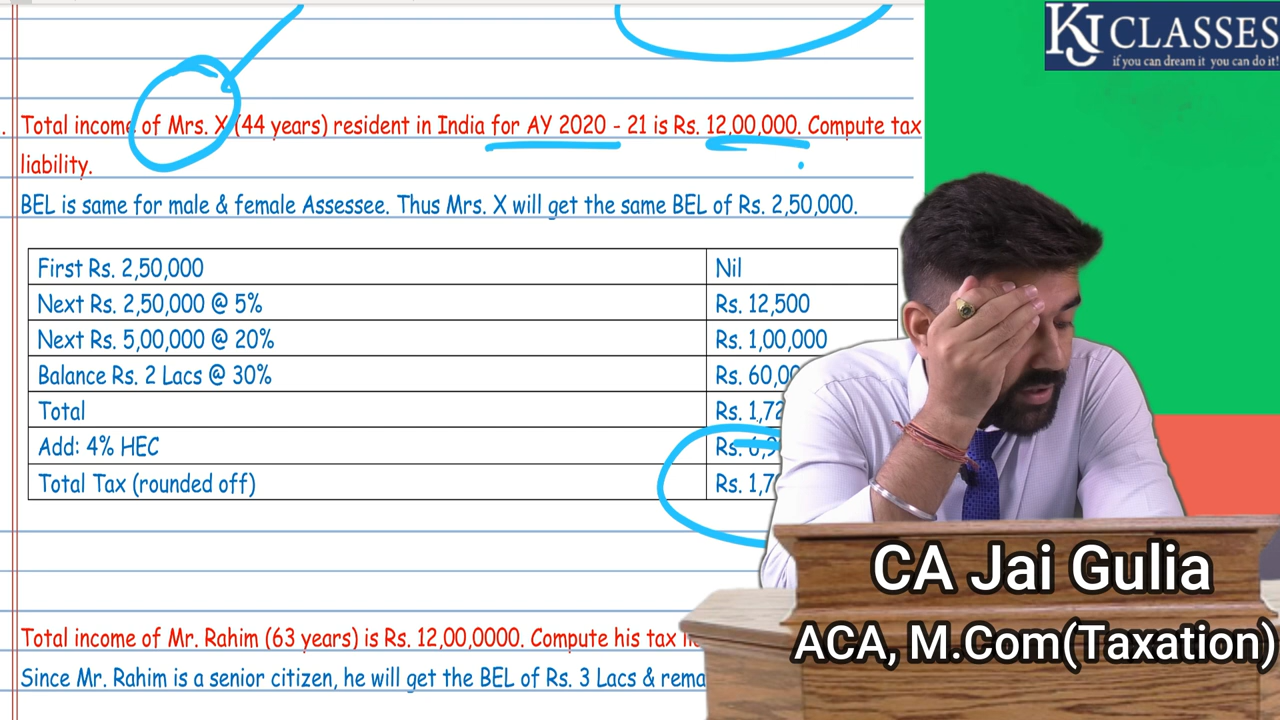 KJ CLASSES
if you can dream it you can do it!
. Total income of Mrs. X (44 years) resident in India for AY 2020 - 21 is Rs. 12,00,000. Compute tax
liability.
BEL is same for male & female Assessee. Thus Mrs. X will get the same BEL of Rs. 2,50,000.
First Rs. 2,50,000 Nil
Next Rs. 2,50,000 @ 5% Rs. 12,500
Next Rs. 5,00,000 @ 20% Rs. 1,00,000
Balance Rs. 2 Lacs @ 30% Rs.
Total Rs.
Add: 4% HEC Rs.
Total Tax (rounded off) Rs.
Total income of Mr. Rahim (63 years) is Rs. 12,00,0000. Compute his tax
Since Mr. Rahim is a senior citizen, he will get the BEL of Rs. 3 Lacs &
CA Jai Gulia
ACA, M.Com(Taxation)